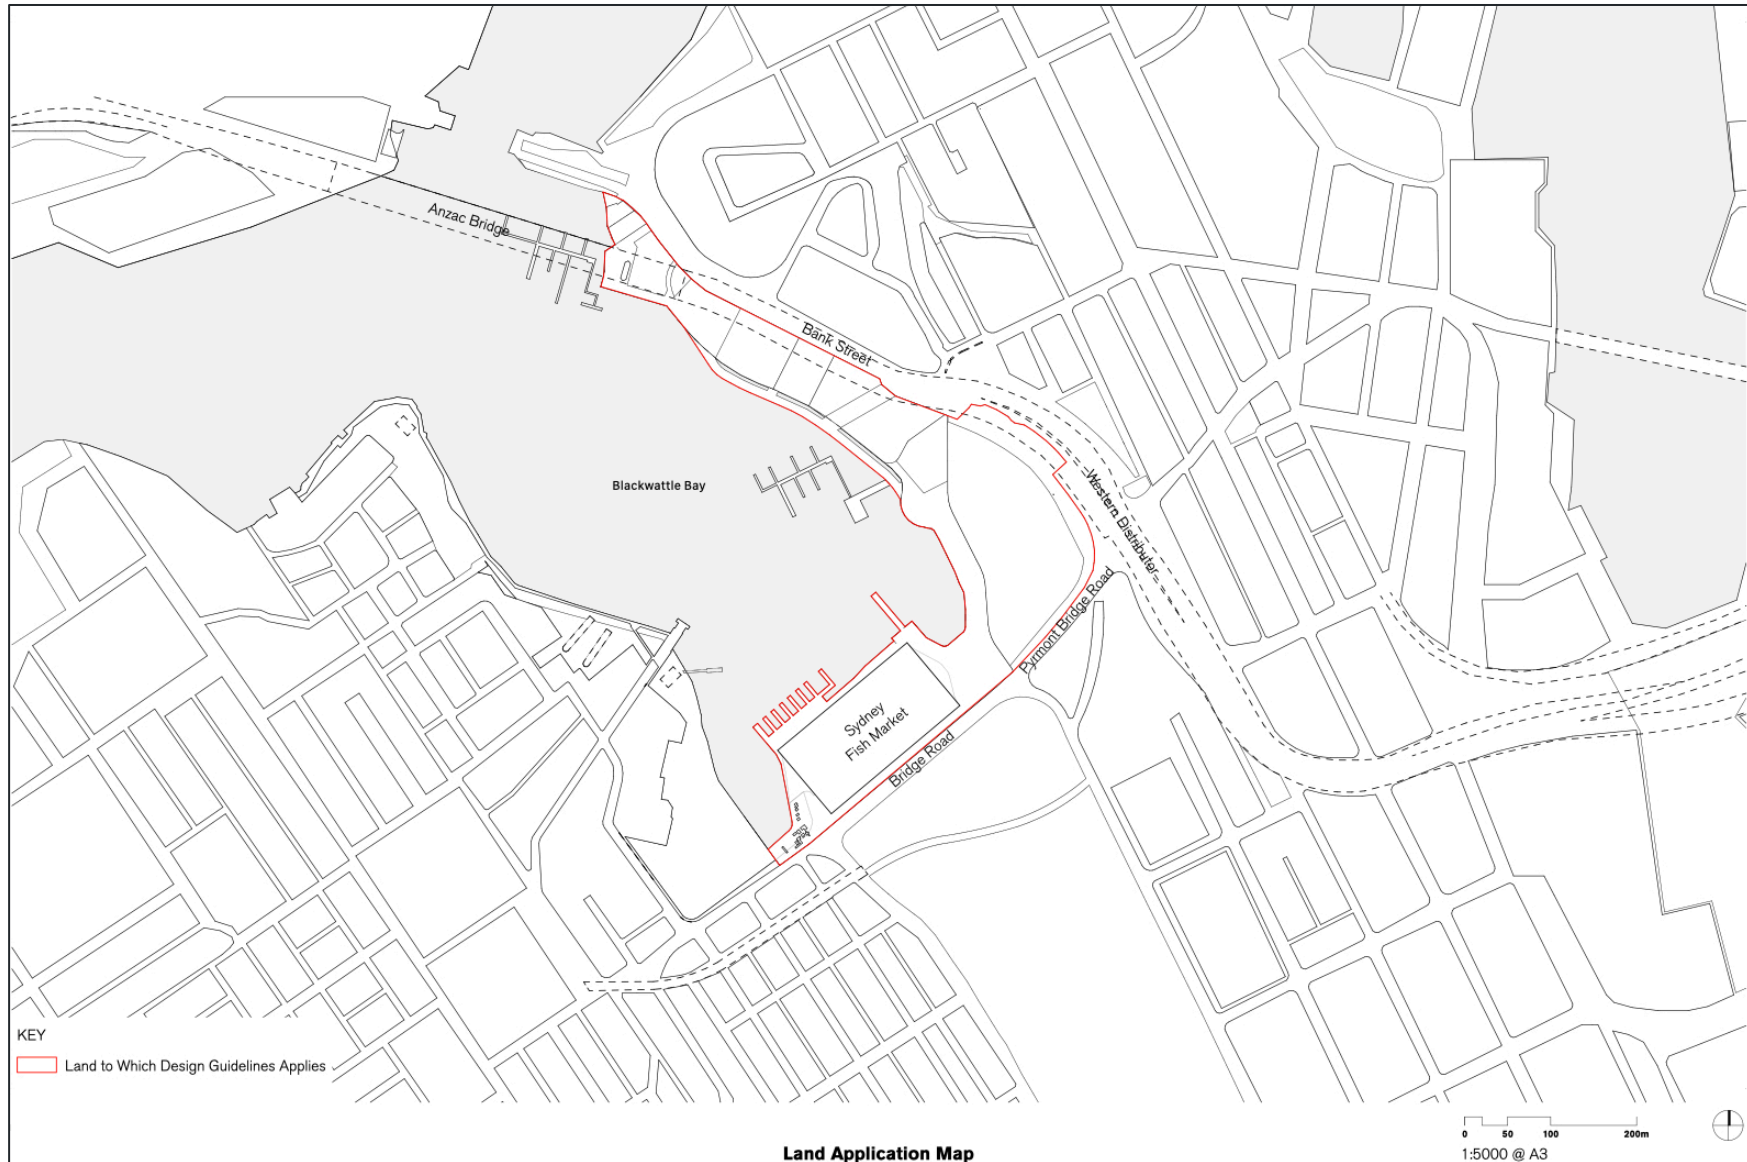 Anzac Bridge
Bank Street
Blackwattle Bay
Western Distributor
Pyrmont Bridge Road
Sydney
Fish Market
Bridge Road
KEY
Land to Which Design Guidelines Applies
0 50 100 200m
1:5000 @ A3
Land Application Map